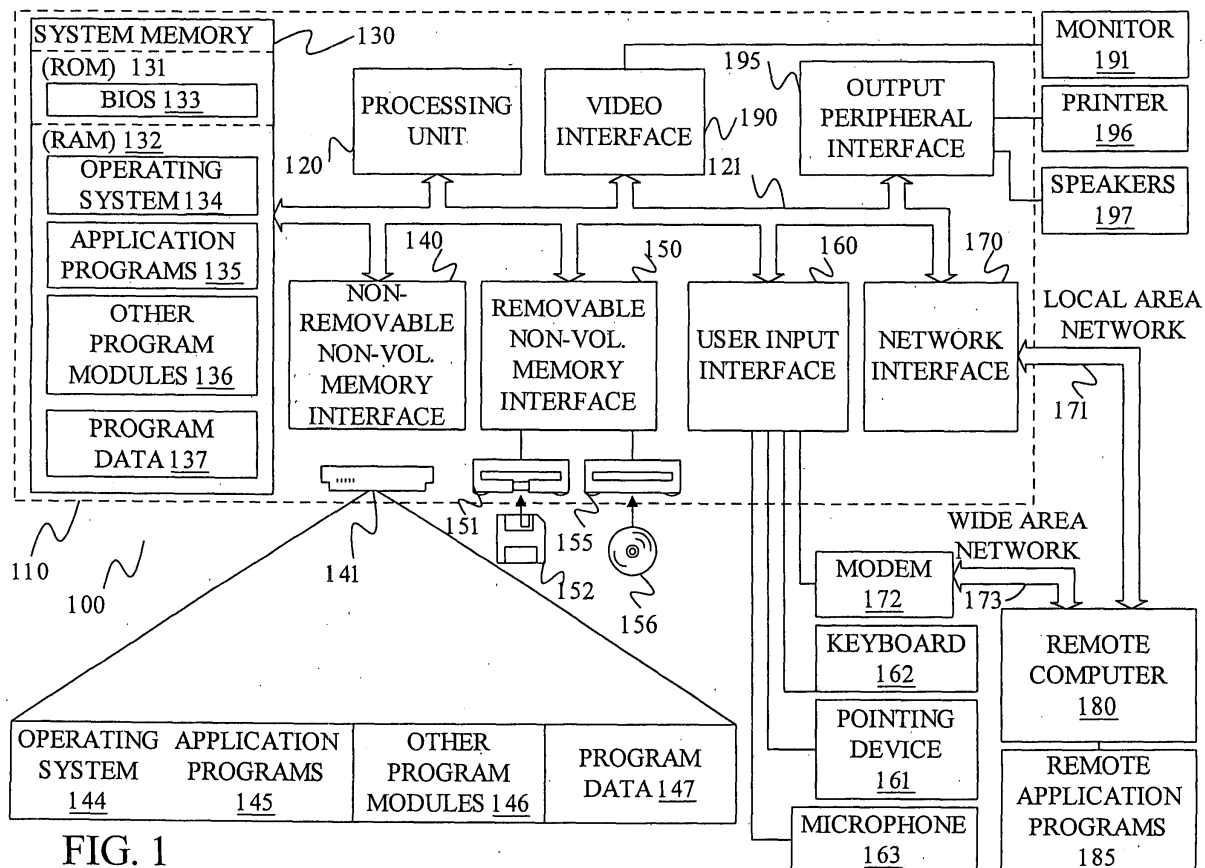 SYSTEM MEMORY
130
(ROM) 131
BIOS 133
(RAM) 132
OPERATING
SYSTEM 134
APPLICATION
PROGRAMS 135
OTHER
PROGRAM
MODULES 136
PROGRAM
DATA 137
PROCESSING
UNIT
120
VIDEO
INTERFACE
190
121
195
OUTPUT
PERIPHERAL
INTERFACE
MONITOR
191
PRINTER
196
SPEAKERS
197
140
NON-
REMOVABLE
NON-VOL.
MEMORY
INTERFACE
150
REMOVABLE
NON-VOL.
MEMORY
INTERFACE
160
USER INPUT
INTERFACE
170
NETWORK
INTERFACE
LOCAL AREA
NETWORK
171
110
100
141
151
152
155
156
WIDE AREA
NETWORK
173
MODEM
172
KEYBOARD
162
POINTING
DEVICE
161
MICROPHONE
163
REMOTE
COMPUTER
180
REMOTE
APPLICATION
PROGRAMS
185
OPERATING
SYSTEM
144
APPLICATION
PROGRAMS
145
OTHER
PROGRAM
MODULES 146
PROGRAM
DATA 147
FIG. 1